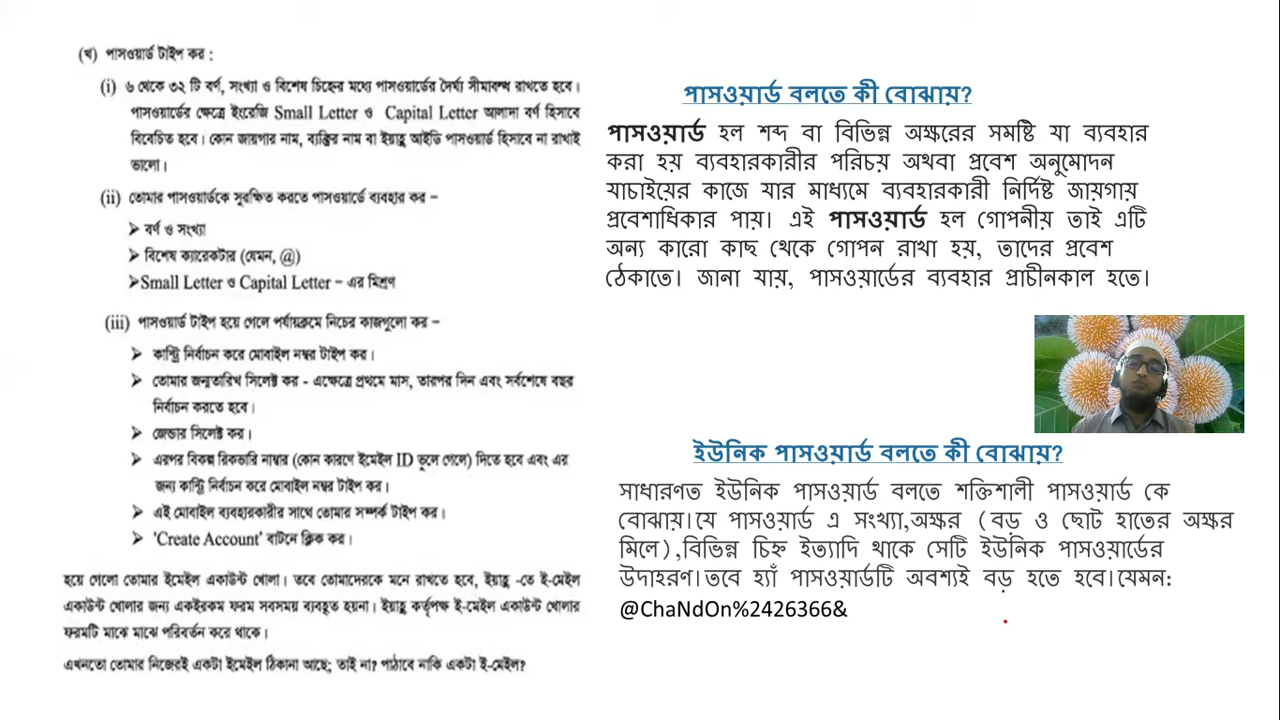 (খ) পাসওয়ার্ড টাইপ কর :
(i) ৬ থেকে ৩২ টি বর্ণ, সংখ্যা ও বিশেষ চিহ্নের মধ্যে পাসওয়ার্ডের দৈর্ঘ্য সীমাবদ্ধ রাখতে হবে।
পাসওয়ার্ডের ক্ষেত্রে ইংরেজি Small Letter ও Capital Letter আলাদা বর্ণ হিসাবে
বিবেচিত হবে। কোন জায়গার নাম, ব্যক্তির নাম বা ইয়াহু আইডি পাসওয়ার্ড হিসাবে না রাখাই
ভালো।
(ii) তোমার পাসওয়ার্ডকে সুরক্ষিত করতে পাসওয়ার্ডে ব্যবহার কর –
➤ বর্ণ ও সংখ্যা
➤ বিশেষ ক্যারেকটার (যেমন, @)
➤Small Letter ও Capital Letter – এর মিশ্রণ
(iii) পাসওয়ার্ড টাইপ হয়ে গেলে পর্যায়ক্রমে নিচের কাজগুলো কর –
➤ কান্ট্রি নির্বাচন করে মোবাইল নম্বর টাইপ কর।
➤ তোমার জন্মতারিখ সিলেক্ট কর - এক্ষেত্রে প্রথমে মাস, তারপর দিন এবং সর্বশেষে বছর
নির্বাচন করতে হবে।
➤ জেন্ডার সিলেক্ট কর।
➤ এরপর বিকল্প রিকভারি নাম্বার (কোন কারণে ইমেইল ID ভুলে গেলে) দিতে হবে এবং এর
জন্য কান্ট্রি নির্বাচন করে মোবাইল নম্বর টাইপ কর।
➤ এই মোবাইল ব্যবহারকারীর সাথে তোমার সম্পর্ক টাইপ কর।
➤ 'Create Account' বাটনে ক্লিক কর।
হয়ে গেলো তোমার ইমেইল একাউন্ট খোলা। তবে তোমাদেরকে মনে রাখতে হবে, ইয়াহু -তে ই-মেইল
একাউন্ট খোলার জন্য একইরকম ফরম সবসময় ব্যবহৃত হয়না। ইয়াহু কর্তৃপক্ষ ই-মেইল একাউন্ট খোলার
ফরমটি মাঝে মাঝে পরিবর্তন করে থাকে।
এখনতো তোমার নিজেরই একটা ইমেইল ঠিকানা আছে; তাই না? পাঠাবে নাকি একটা ই-মেইল?
পাসওয়ার্ড বলতে কী বোঝায়?
পাসওয়ার্ড হল শব্দ বা বিভিন্ন অক্ষরের সমষ্টি যা ব্যবহার
করা হয় ব্যবহারকারীর পরিচয় অথবা প্রবেশ অনুমোদন
যাচাইয়ের কাজে যার মাধ্যমে ব্যবহারকারী নির্দিষ্ট জায়গায়
প্রবেশাধিকার পায়। এই পাসওয়ার্ড হল গোপনীয় তাই এটি
অন্য কারো কাছ থেকে গোপন রাখা হয়, তাদের প্রবেশ
ঠেকাতে। জানা যায়, পাসওয়ার্ডের ব্যবহার প্রাচীনকাল হতে।
ইউনিক পাসওয়ার্ড বলতে কী বোঝায়?
সাধারণত ইউনিক পাসওয়ার্ড বলতে শক্তিশালী পাসওয়ার্ড কে
বোঝায়।যে পাসওয়ার্ড এ সংখ্যা,অক্ষর (বড় ও ছোট হাতের অক্ষর
মিলে),বিভিন্ন চিহ্ন ইত্যাদি থাকে সেটি ইউনিক পাসওয়ার্ডের
উদাহরণ।তবে হ্যাঁ পাসওয়ার্ডটি অবশ্যই বড় হতে হবে।যেমন:
@ChaNdOn%2426366&